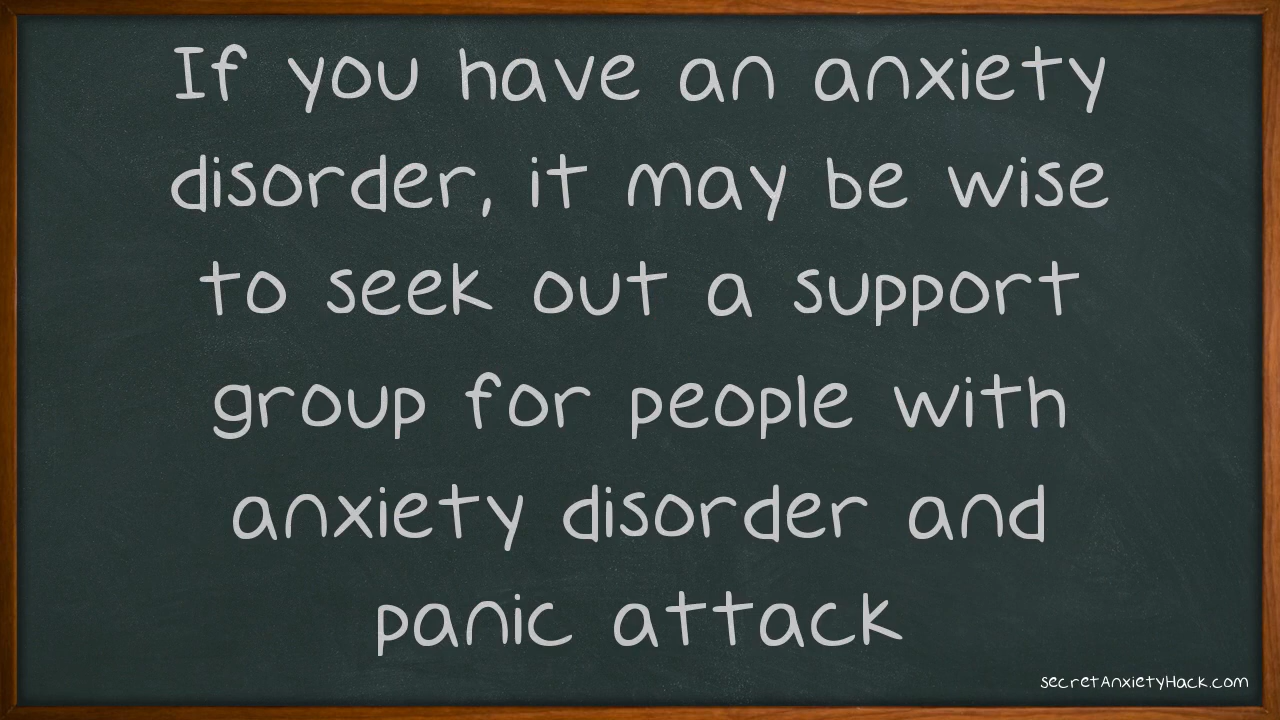 If you have an anxiety
disorder, it may be wise
to seek out a support
group for people with
anxiety disorder and
panic attack
secretAnxietyHack.com